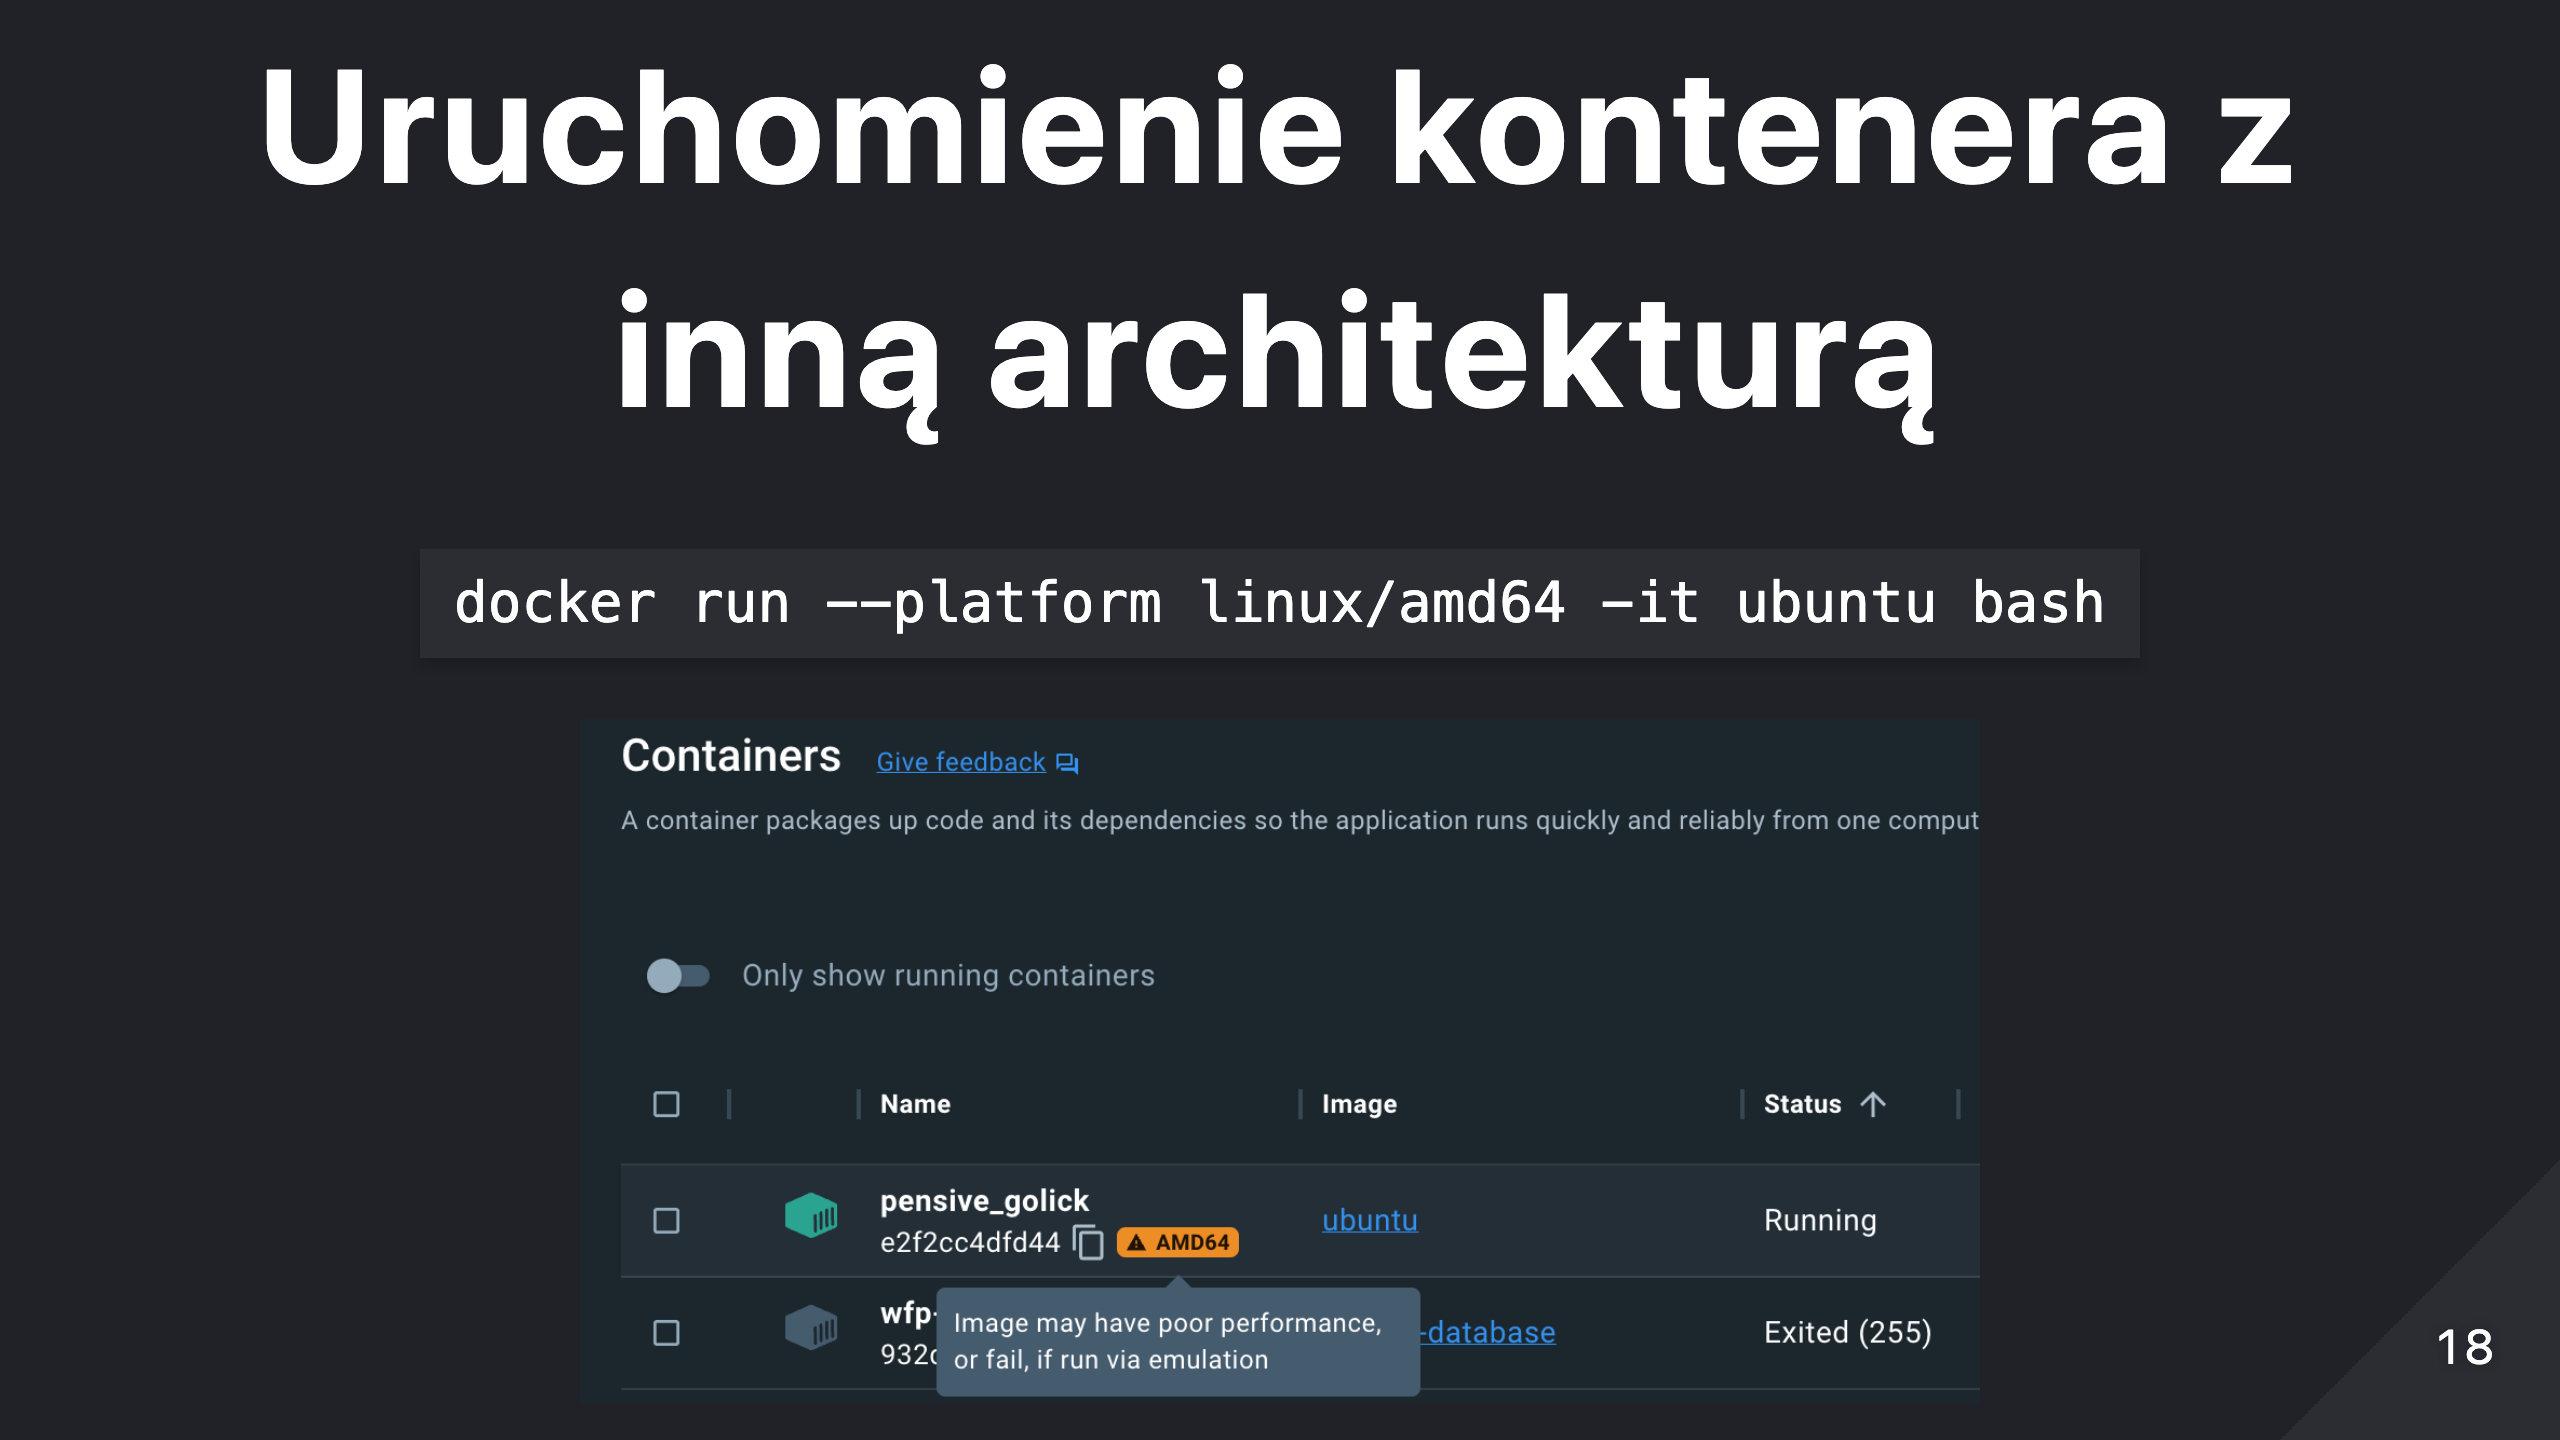 Uruchomienie kontenera z
inną architekturą
docker run --platform linux/amd64 -it ubuntu bash
Containers Give feedback
A container packages up code and its dependencies so the application runs quickly and reliably from one comput
Only show running containers
Name Image Status
pensive_golick
e2f2cc4dfd44 AMD64 ubuntu Running
wfp- -database Exited (255)
Image may have poor performance,
or fail, if run via emulation
18